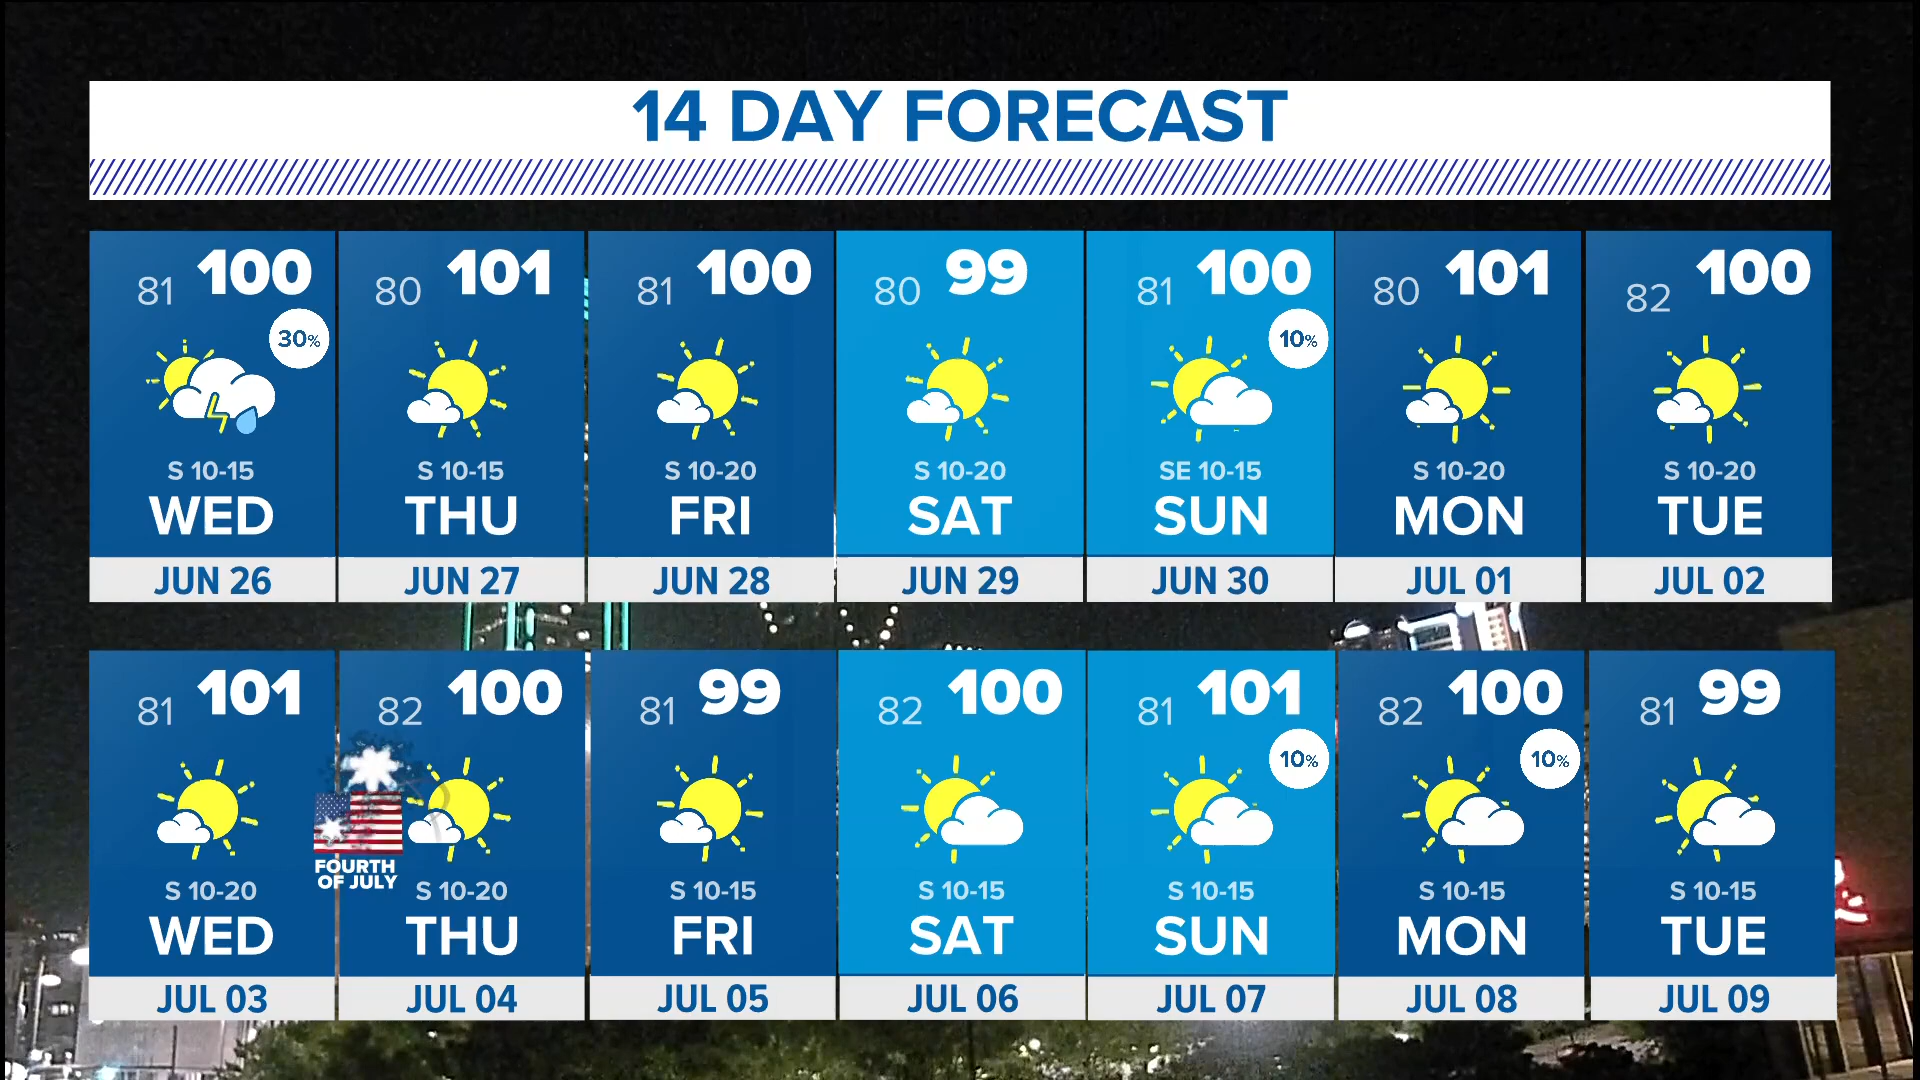 14 DAY FORECAST
81 100
30%
S 10-15
WED
JUN 26
80 101
S 10-15
THU
JUN 27
81 100
S 10-20
FRI
JUN 28
80 99
S 10-20
SAT
JUN 29
81 100
10%
SE 10-15
SUN
JUN 30
80 101
S 10-20
MON
JUL 01
82 100
S 10-20
TUE
JUL 02
81 101
S 10-20
WED
JUL 03
82 100
FOURTH
OF JULY
S 10-20
THU
JUL 04
81 99
S 10-15
FRI
JUL 05
82 100
S 10-15
SAT
JUL 06
81 101
10%
S 10-15
SUN
JUL 07
82 100
10%
S 10-15
MON
JUL 08
81 99
S 10-15
TUE
JUL 09